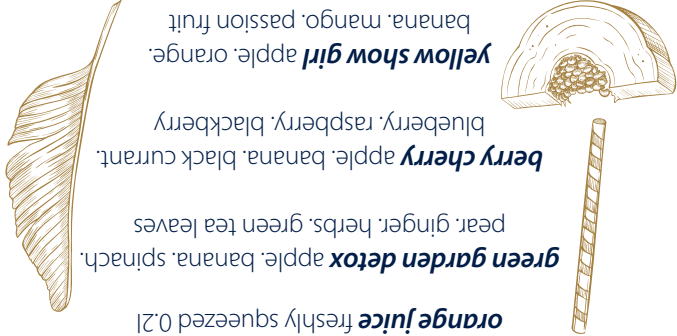 orange juice freshly squeezed 0.2l
green garden detox apple. banana. spinach.
pear. ginger. herbs. green tea leaves
berry cherry apple. banana. black currant.
blueberry. raspberry. blackberry
yellow show girl apple. orange.
banana. mango. passion fruit